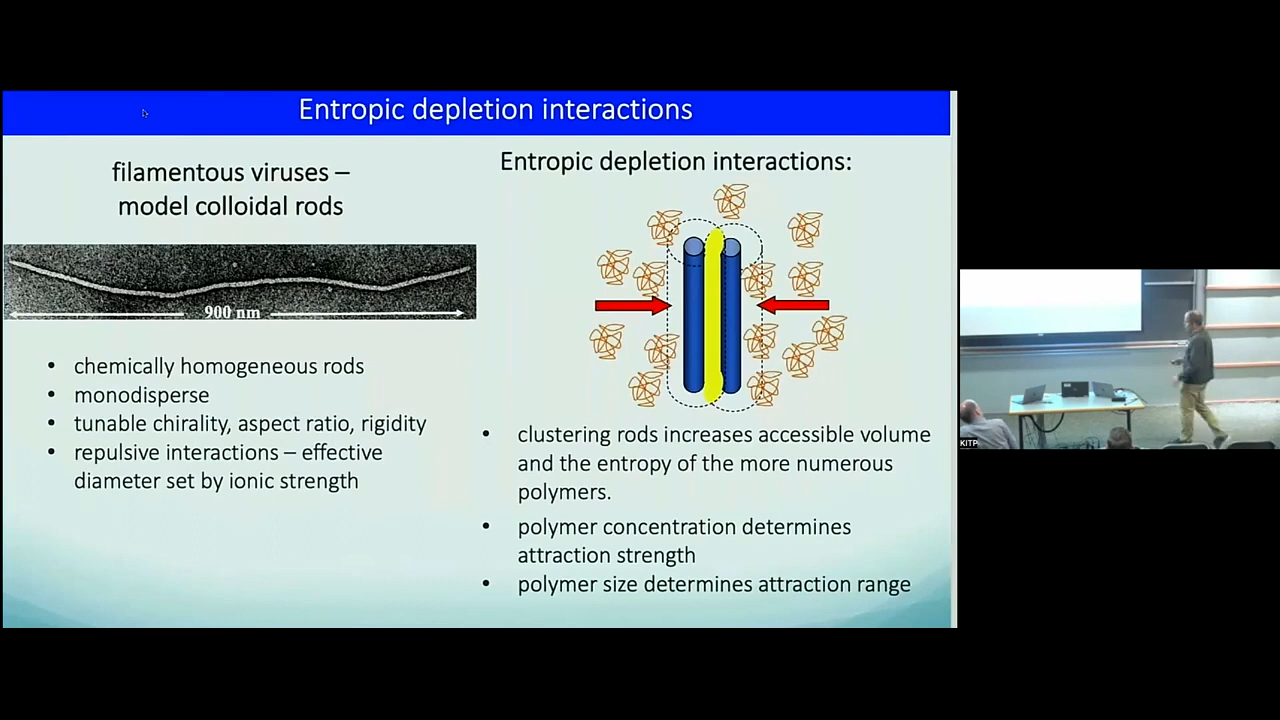 Entropic depletion interactions
filamentous viruses –
model colloidal rods
900 nm
• chemically homogeneous rods
• monodisperse
• tunable chirality, aspect ratio, rigidity
• repulsive interactions – effective
diameter set by ionic strength
Entropic depletion interactions:
• clustering rods increases accessible volume
and the entropy of the more numerous
polymers.
• polymer concentration determines
attraction strength
• polymer size determines attraction range
KITP